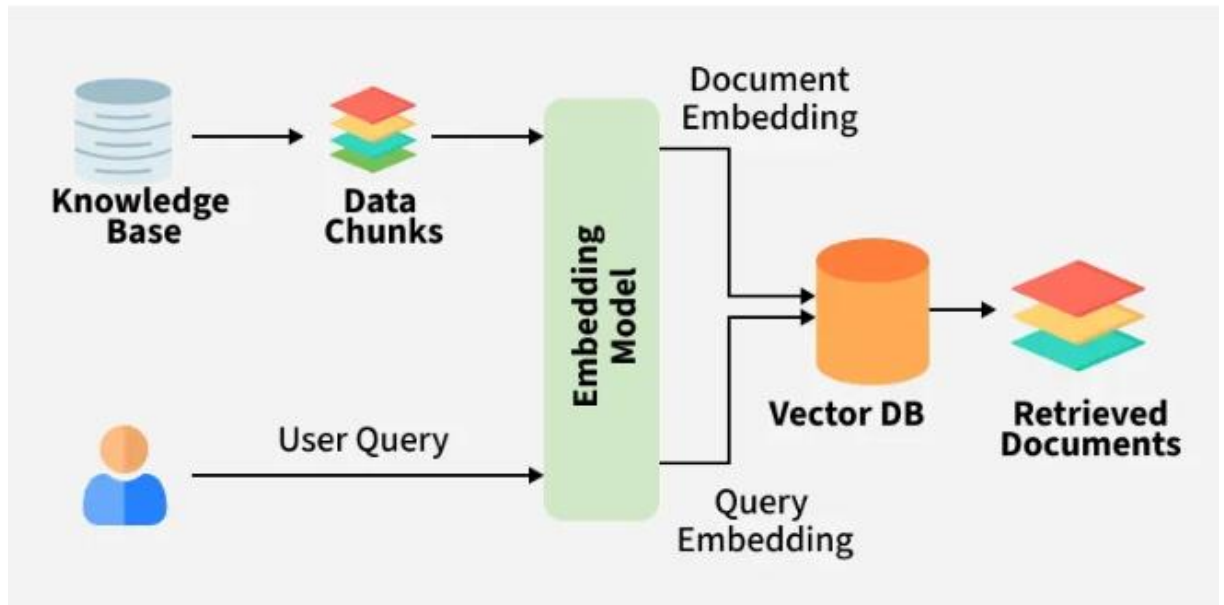 Document
Embedding
Knowledge
Base
Data
Chunks
Embedding
Model
User Query
Vector DB
Retrieved
Documents
Query
Embedding